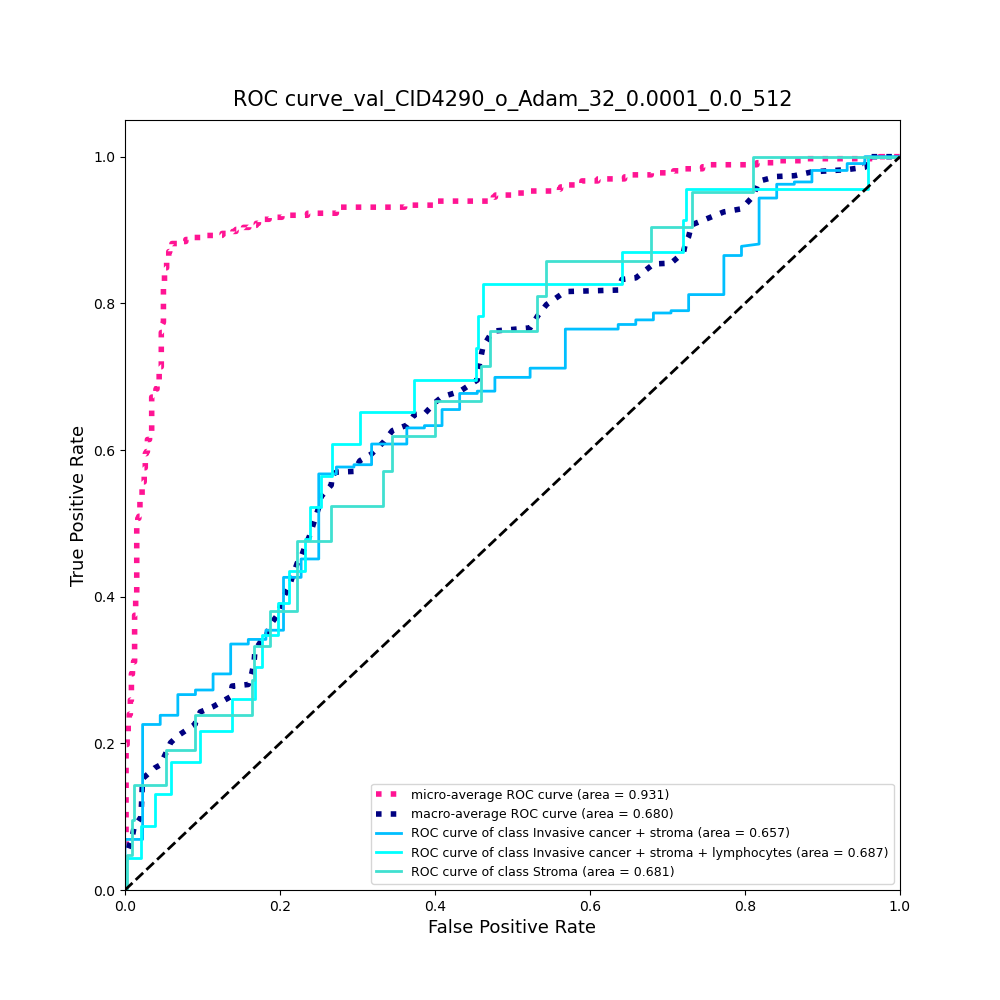 ROC curve_val_CID4290_o_Adam_32_0.0001_0.0_512
1.0
0.8
0.6
0.4
0.2
0.0
True Positive Rate
micro-average ROC curve (area = 0.931)
macro-average ROC curve (area = 0.680)
ROC curve of class Invasive cancer + stroma (area = 0.657)
ROC curve of class Invasive cancer + stroma + lymphocytes (area = 0.687)
ROC curve of class Stroma (area = 0.681)
0.0 0.2 0.4 0.6 0.8 1.0
False Positive Rate